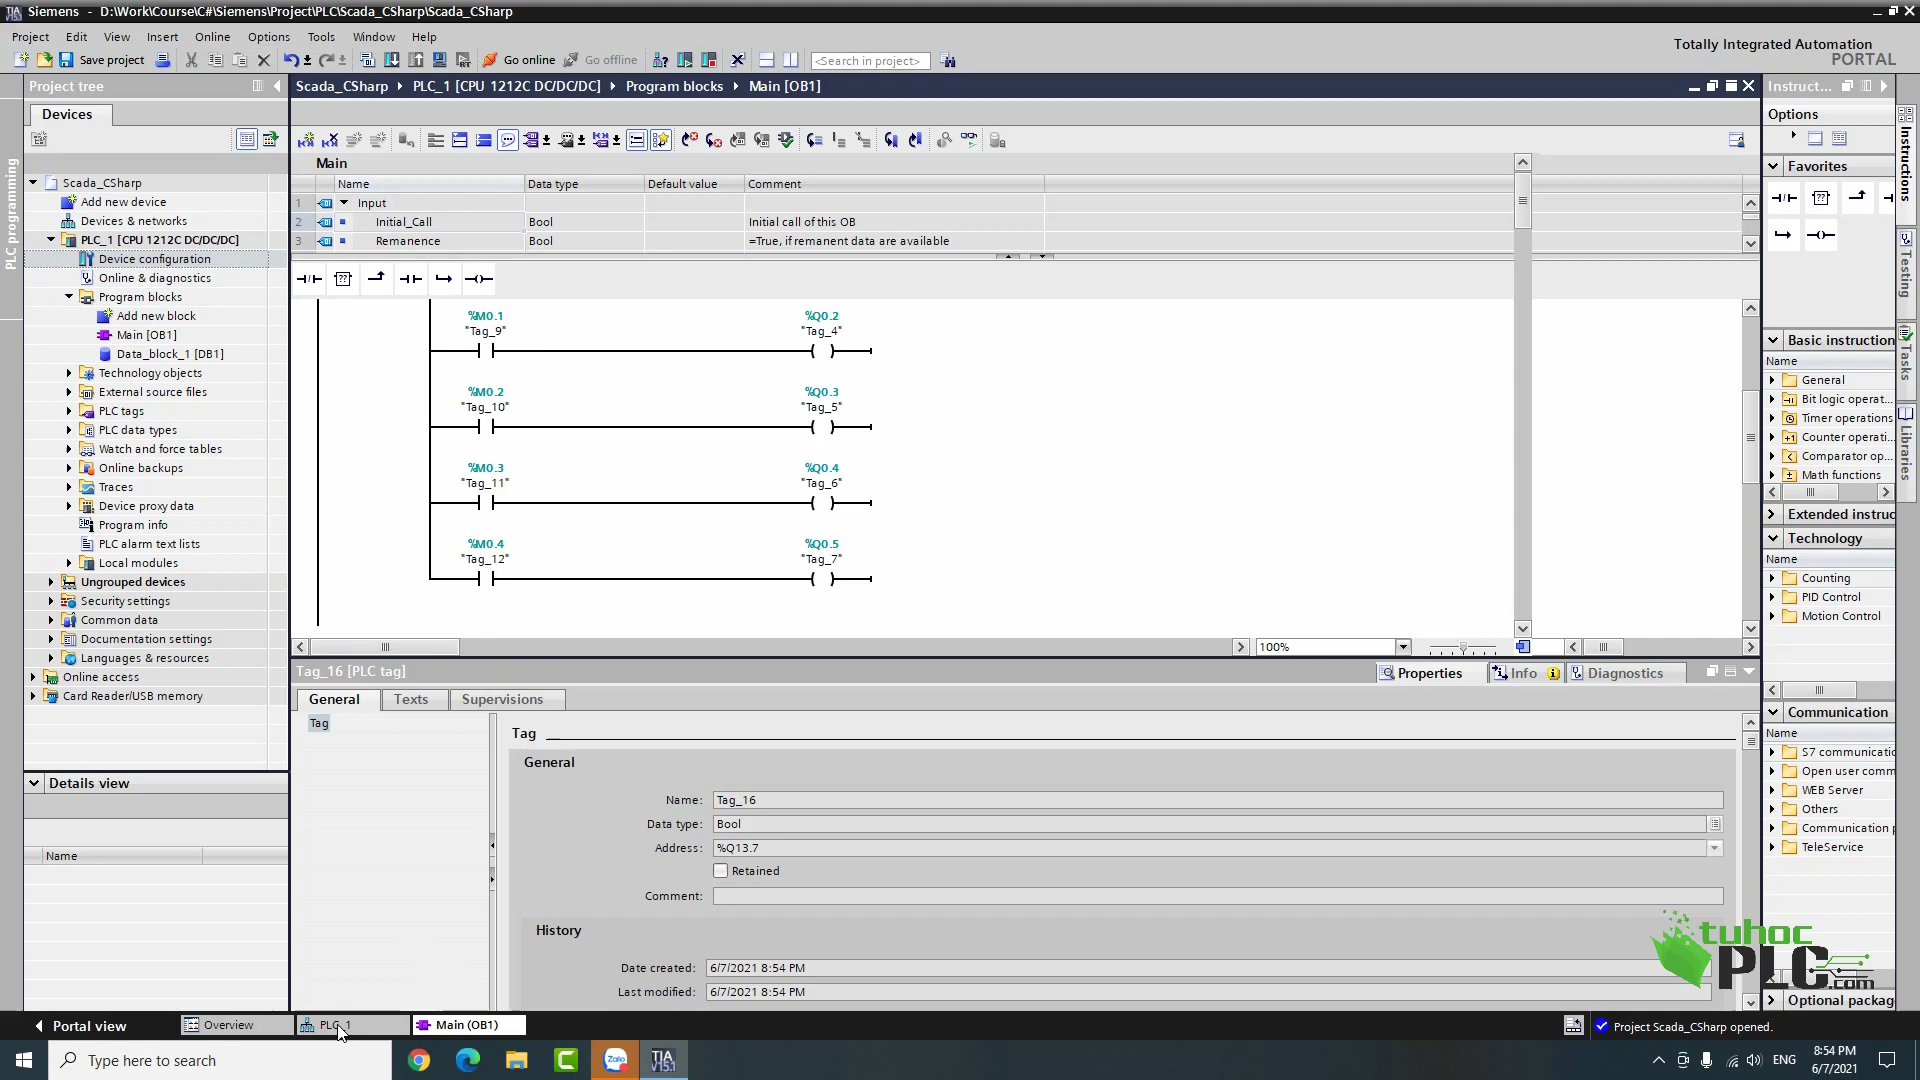 Siemens - D:\Work\Course\C#\Siemens\Project\PLC\Scada_CSharp\Scada_CSharp
Project Edit View Insert Online Options Tools Window Help
Totally Integrated Automation
PORTAL
Save project
Go online
Go offline
<Search in project>
Project tree
Scada_CSharp PLC_1 [CPU 1212C DC/DC/DC] Program blocks Main [OB1]
Instruct...
Devices
Options
PLC programming
Scada_CSharp
Add new device
Devices & networks
PLC_1 [CPU 1212C DC/DC/DC]
Device configuration
Online & diagnostics
Program blocks
Add new block
Main [OB1]
Data_block_1 [DB1]
Technology objects
External source files
PLC tags
PLC data types
Watch and force tables
Online backups
Traces
Device proxy data
Program info
PLC alarm text lists
Local modules
Ungrouped devices
Security settings
Common data
Documentation settings
Languages & resources
Online access
Card Reader/USB memory
Details view
Name
Main
Name Data type Default value Comment
1 Input
2 Initial_Call Bool Initial call of this OB
3 Remanence Bool =True, if remanent data are available
%M0.1 %Q0.2
"Tag_9" "Tag_4"
%M0.2 %Q0.3
"Tag_10" "Tag_5"
%M0.3 %Q0.4
"Tag_11" "Tag_6"
%M0.4 %Q0.5
"Tag_12" "Tag_7"
100%
Tag_16 [PLC tag]
Properties Info Diagnostics
General Texts Supervisions
Tag
Tag
General
Name: Tag_16
Data type: Bool
Address: %Q13.7
Retained
Comment:
History
Date created: 6/7/2021 8:54 PM
Last modified: 6/7/2021 8:54 PM
Favorites
Basic instruction
Name
General
Bit logic operat...
Timer operations
Counter operati...
Comparator op...
Math functions
Extended instruc
Technology
Name
Counting
PID Control
Motion Control
Communication
Name
S7 communicatio
Open user comm
WEB Server
Others
Communication p
TeleService
Optional packag
Instructions
Testing
Tasks
Libraries
tuhoc
PLC.com
Portal view Overview PLC_1 Main (OB1)
Project Scada_CSharp opened.
Type here to search
Zalo
TIA
V15.1
ENG
8:54 PM
6/7/2021